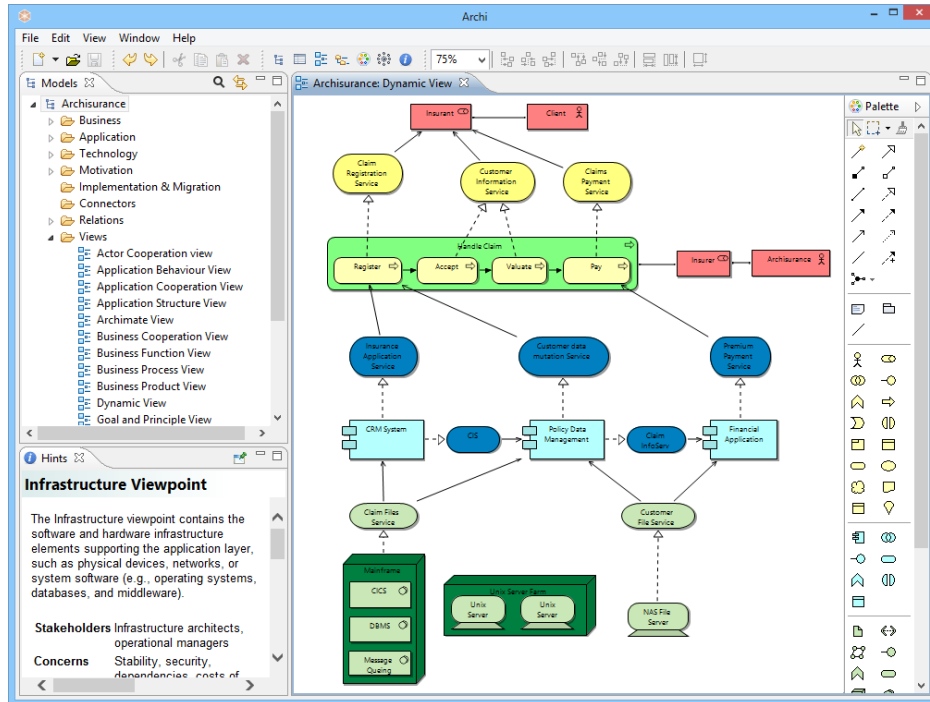 Archi
File Edit View Window Help
75%
Models
Archisurance
Business
Application
Technology
Motivation
Implementation & Migration
Connectors
Relations
Views
Actor Cooperation view
Application Behaviour View
Application Cooperation View
Application Structure View
Archimate View
Business Cooperation View
Business Function View
Business Process View
Business Product View
Dynamic View
Goal and Principle View
Hints
Infrastructure Viewpoint
The Infrastructure viewpoint contains the
software and hardware infrastructure
elements supporting the application layer,
such as physical devices, networks, or
system software (e.g., operating systems,
databases, and middleware).
Stakeholders Infrastructure architects,
operational managers
Concerns Stability, security,
dependencies, costs of
Archisurance: Dynamic View
Insurant
Client
Claim
Registration
Service
Customer
Information
Service
Claims
Payment
Service
Handle Claim
Register
Accept
Valuate
Pay
Insurer
Archisurance
Insurance
Application
Service
Customer data
mutation Service
Premium
Payment
Service
CRM System
CIS
Policy Data
Management
Claim
InfoServ
Financial
Application
Claim Files
Service
Customer
File Service
Mainframe
CICS
DBMS
Message
Queing
Unix Server Farm
Unix
Server
Unix
Server
NAS File
Server
Palette